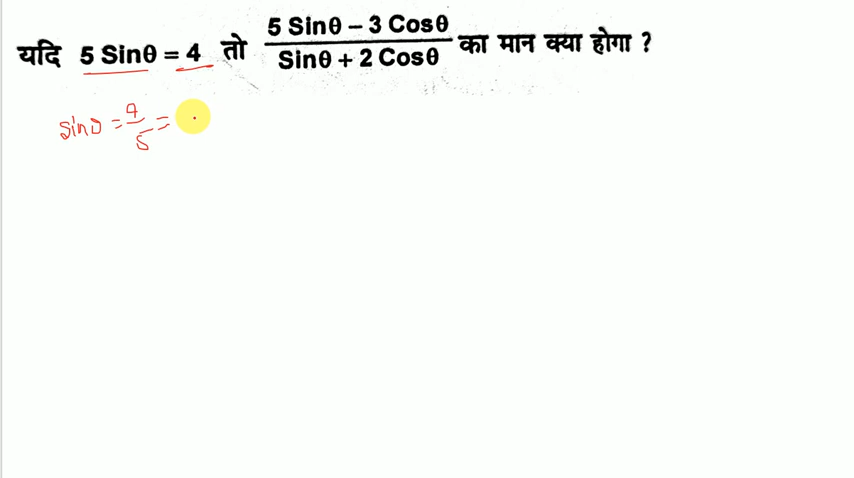 यदि 5 Sinθ = 4 तो 5 Sinθ – 3 Cosθ / Sinθ + 2 Cosθ का मान क्या होगा ?
sinθ = 4/5 =